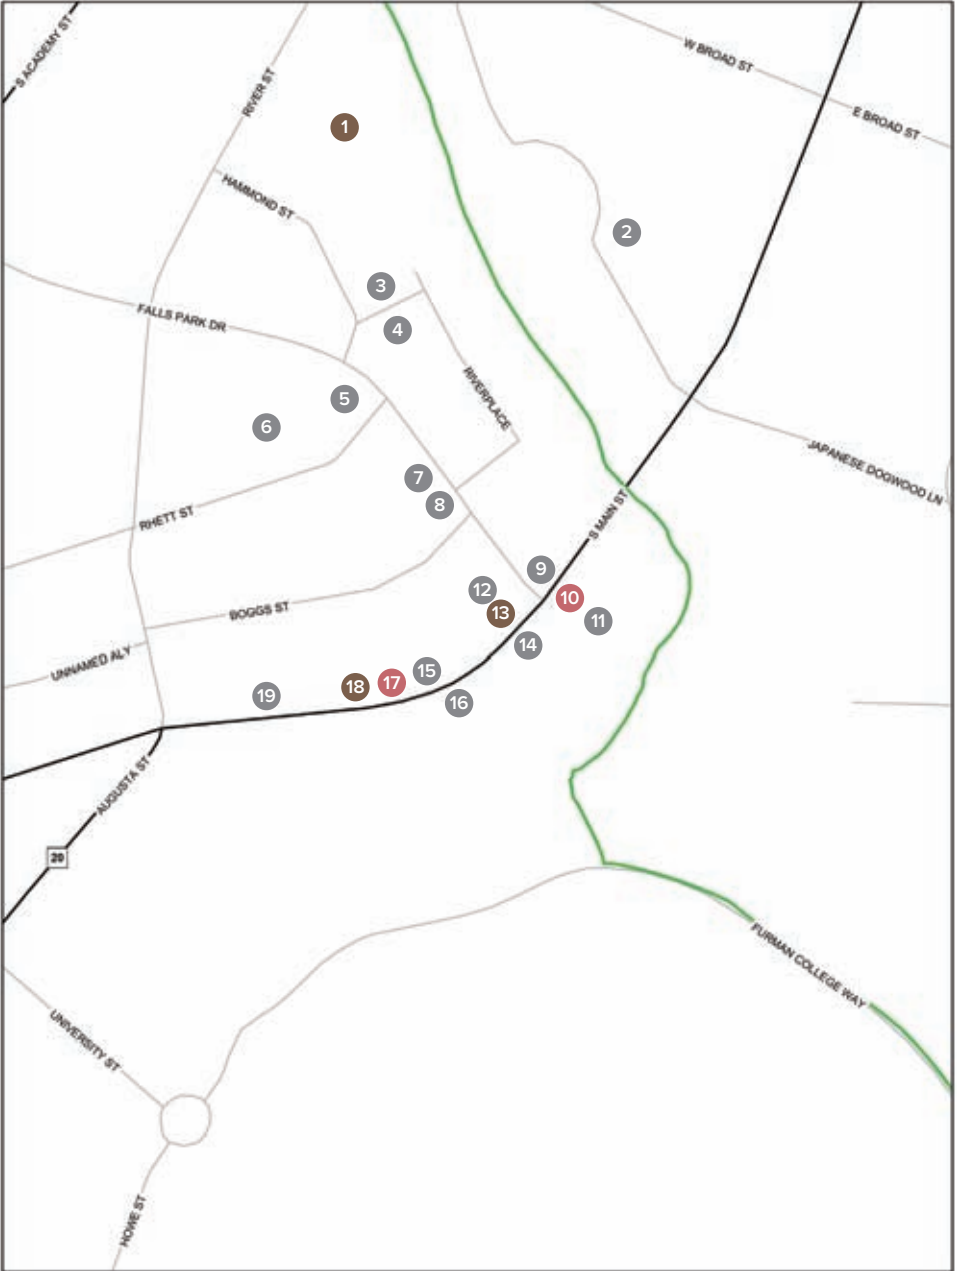 S ACADEMY ST
RIVER ST
W BROAD ST
E BROAD ST
1
HAMMOND ST
2
3
FALLS PARK DR
4
RIVERPLACE
5
6
JAPANESE DOGWOOD LN
7
8
S MAIN ST
RHETT ST
9
12
10
13
11
BOGGS ST
14
UNNAMED ALY
15
17
18
19
16
AUGUSTA ST
20
FURMAN COLLEGE WAY
UNIVERSITY ST
HOWE ST